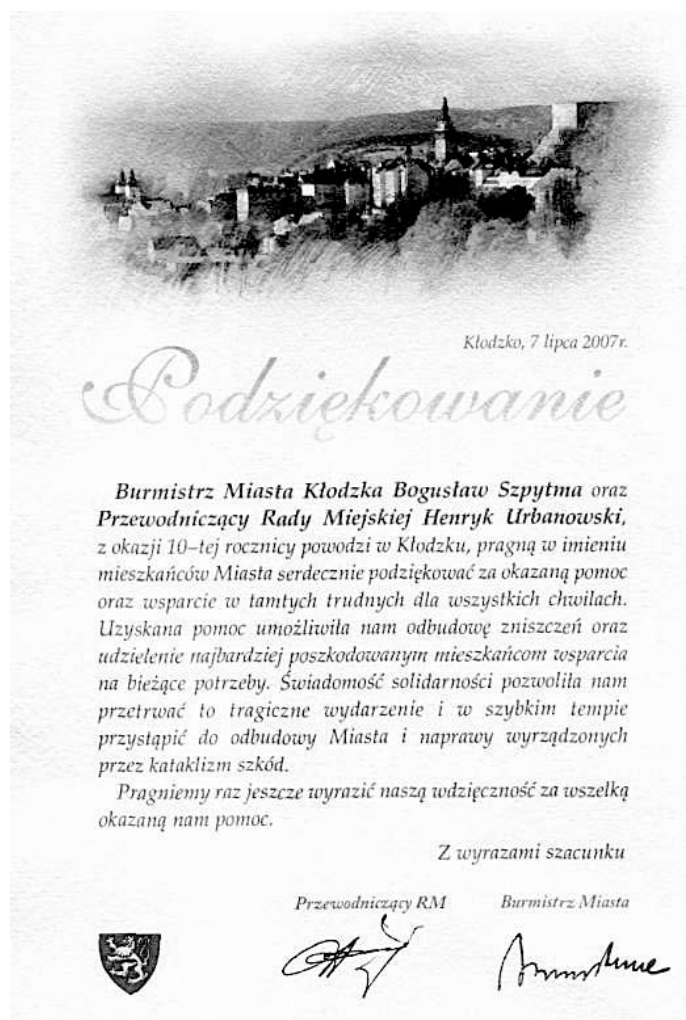 Kłodzko, 7 lipca 2007r.
Podziękowanie
Burmistrz Miasta Kłodzka Bogusław Szpytma oraz
Przewodniczący Rady Miejskiej Henryk Urbanowski,
z okazji 10–tej rocznicy powodzi w Kłodzku, pragną w imieniu
mieszkańców Miasta serdecznie podziękować za okazaną pomoc
oraz wsparcie w tamtych trudnych dla wszystkich chwilach.
Uzyskana pomoc umożliwiła nam odbudowę zniszczeń oraz
udzielenie najbardziej poszkodowanym mieszkańcom wsparcia
na bieżące potrzeby. Świadomość solidarności pozwoliła nam
przetrwać to tragiczne wydarzenie i w szybkim tempie
przystąpić do odbudowy Miasta i naprawy wyrządzonych
przez kataklizm szkód.
Pragniemy raz jeszcze wyrazić naszą wdzięczność za wszelką
okazaną nam pomoc.
Z wyrazami szacunku
Przewodniczący RM Burmistrz Miasta